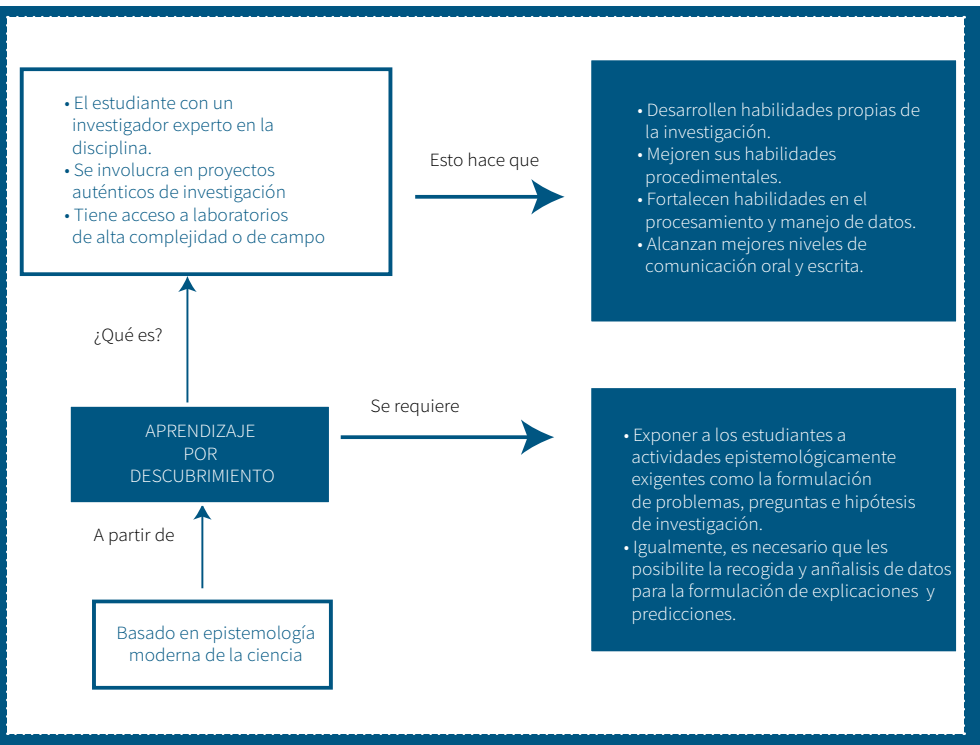 • El estudiante con un
investigador experto en la
disciplina.
• Se involucra en proyectos
auténticos de investigación
• Tiene acceso a laboratorios
de alta complejidad o de campo
Esto hace que
• Desarrollen habilidades propias de
la investigación.
• Mejoren sus habilidades
procedimentales.
• Fortalecen habilidades en el
procesamiento y manejo de datos.
• Alcanzan mejores niveles de
comunicación oral y escrita.
¿Qué es?
APRENDIZAJE
POR
DESCUBRIMIENTO
Se requiere
• Exponer a los estudiantes a
actividades epistemológicamente
exigentes como la formulación
de problemas, preguntas e hipótesis
de investigación.
• Igualmente, es necesario que les
posibilite la recogida y anñalisis de datos
para la formulación de explicaciones y
predicciones.
A partir de
Basado en epistemología
moderna de la ciencia